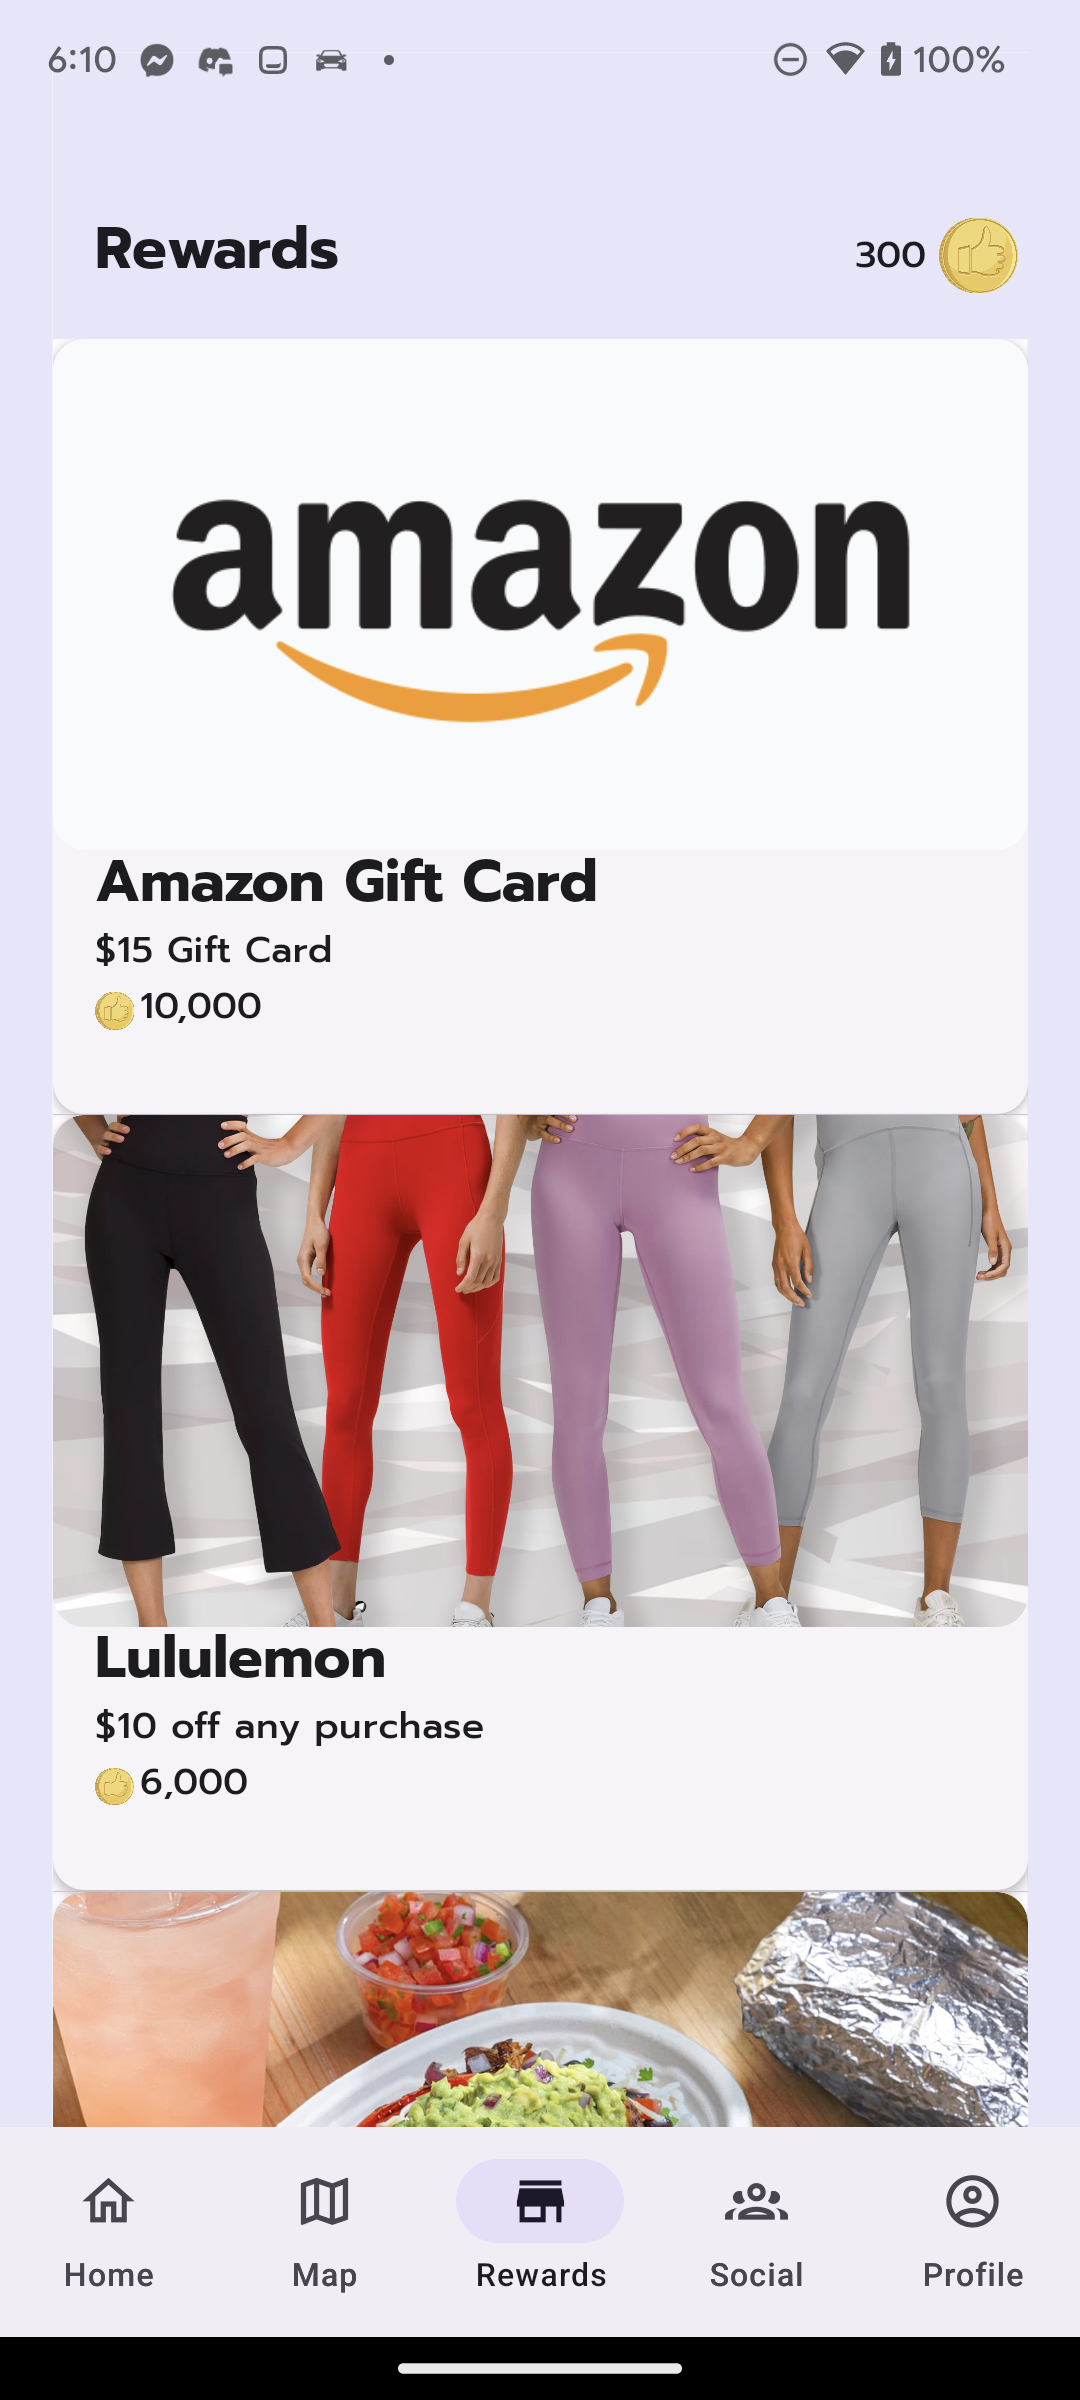 6:10
100%
Rewards
300
amazon
Amazon Gift Card
$15 Gift Card
10,000
Lululemon
$10 off any purchase
6,000
Home
Map
Rewards
Social
Profile